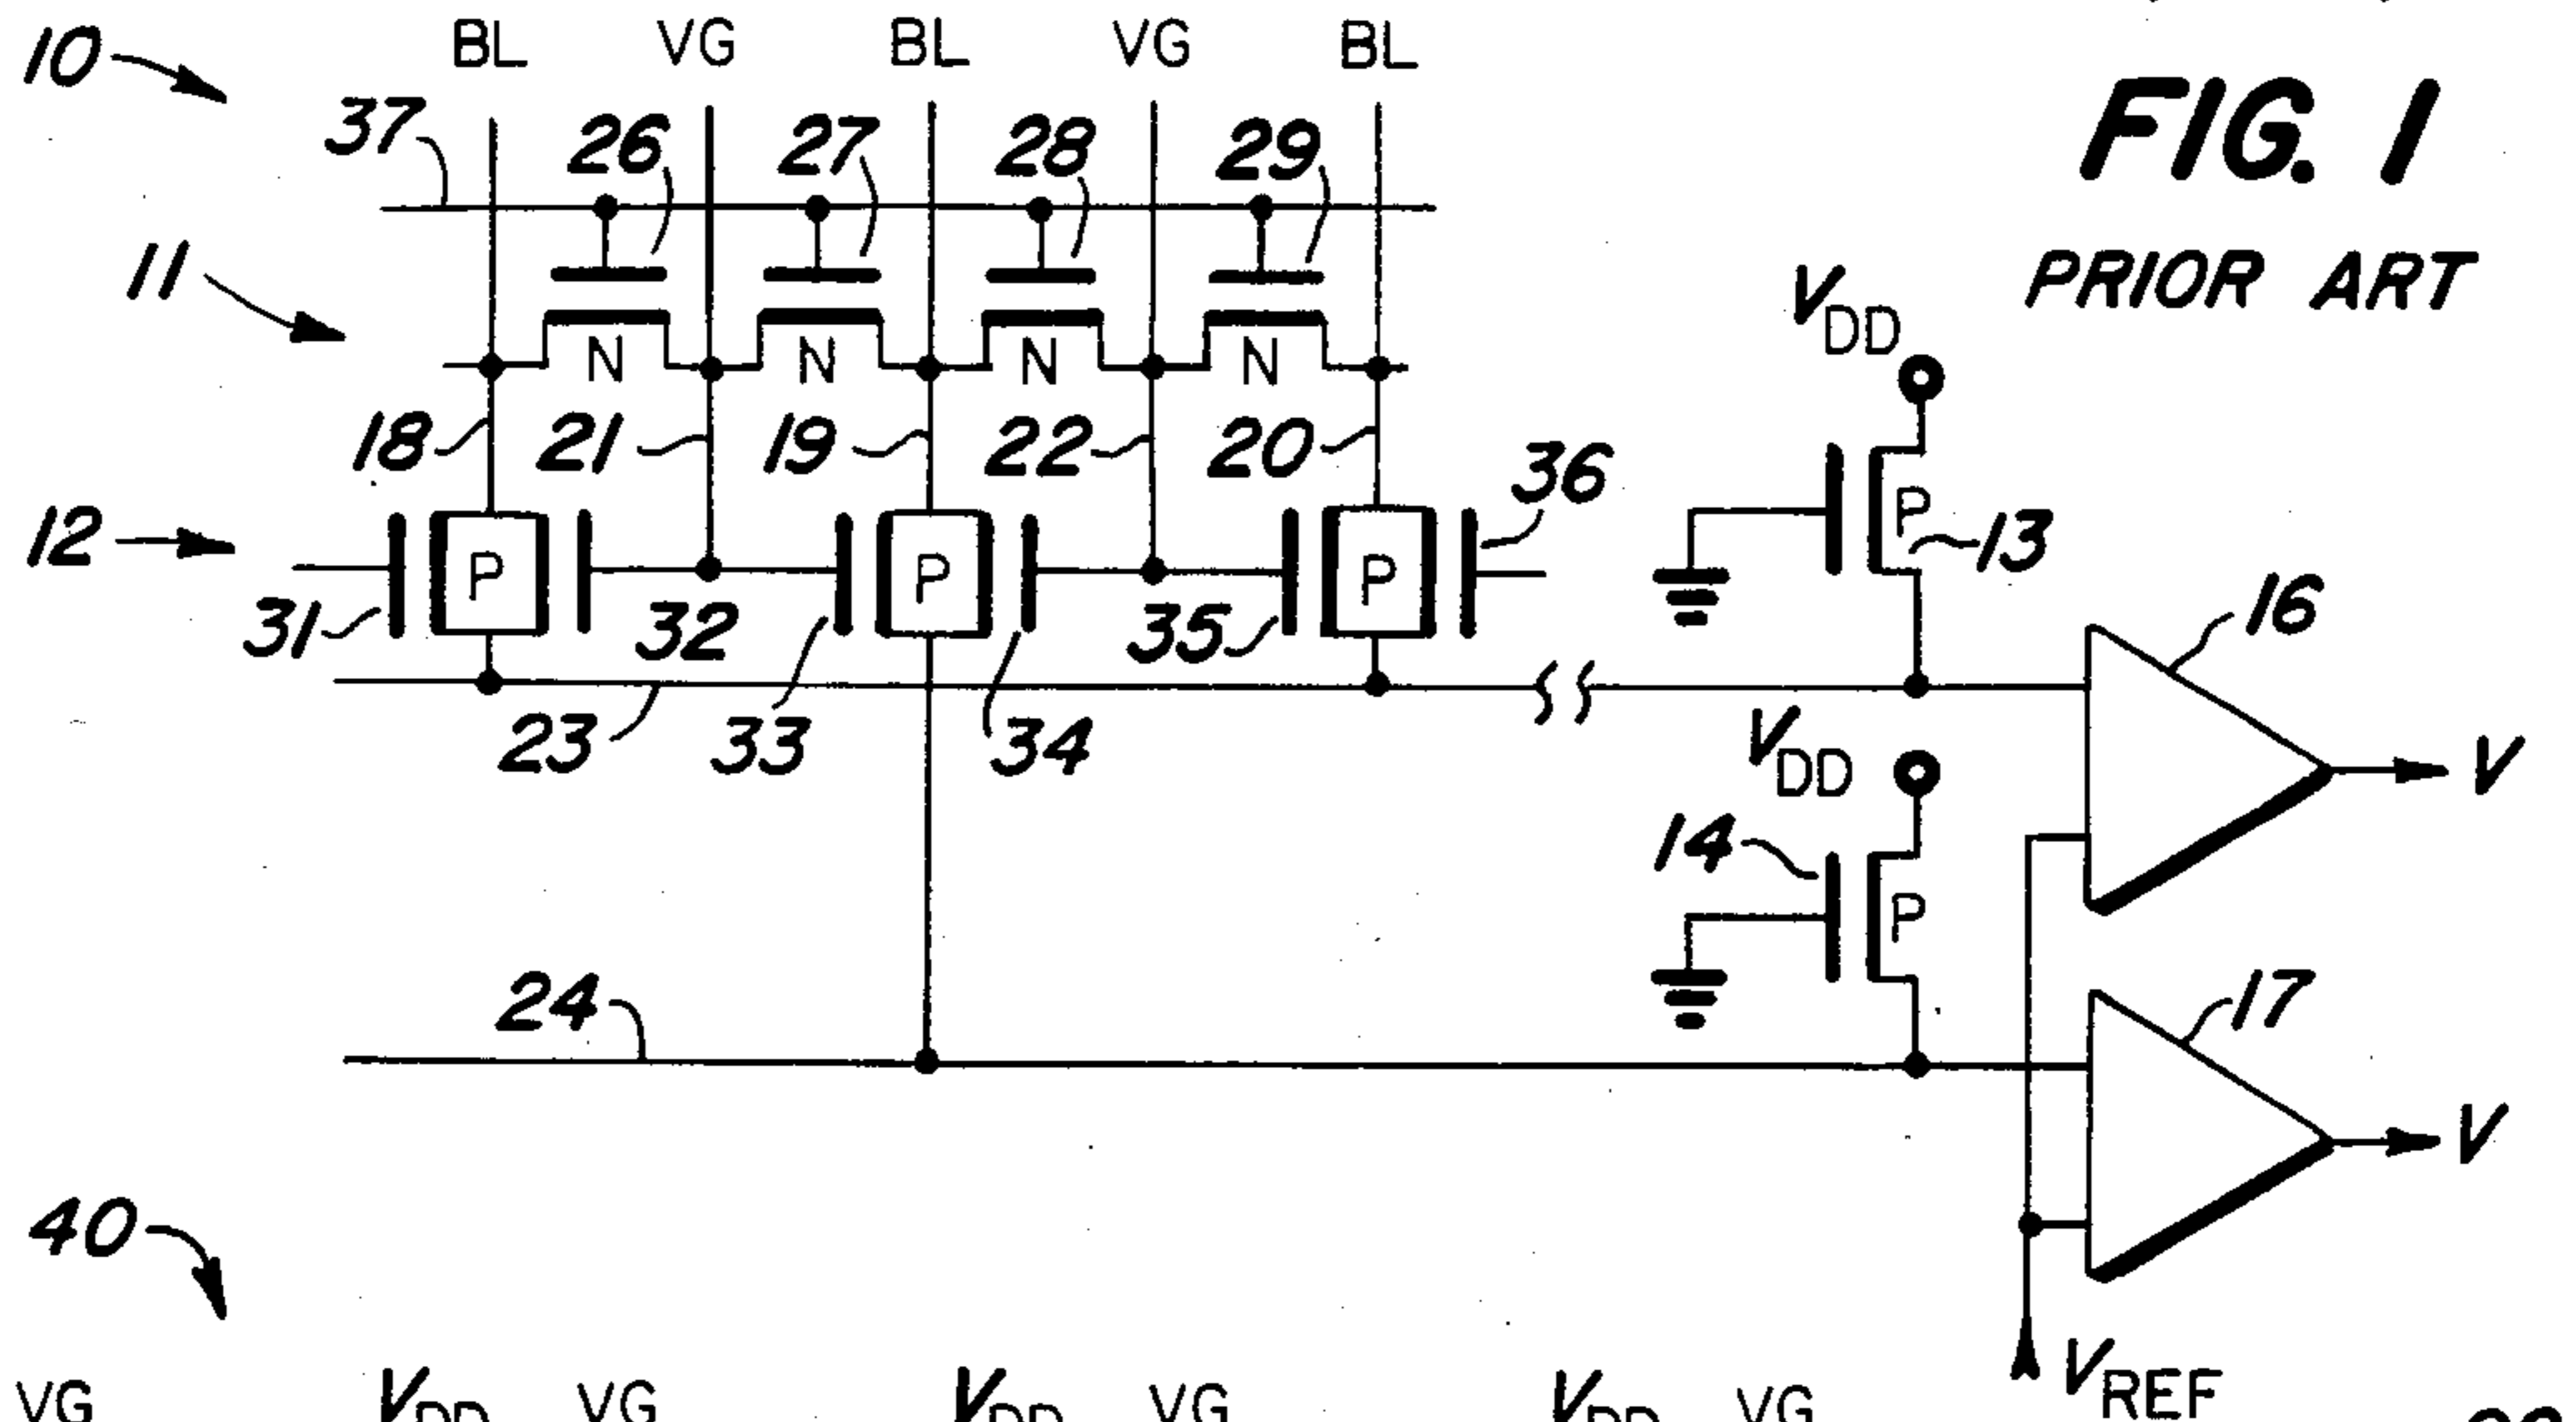 10
BL VG BL VG BL
FIG. 1
PRIOR ART
37 26 27 28 29
11
N N N N
VDD
18 21 19 22 20 36
12
P P P P 13
31 32 35 16
23 33 34
VDD
V
14
P
24 17
V
40
VREF
VG VDD VG VDD VG VDD VG